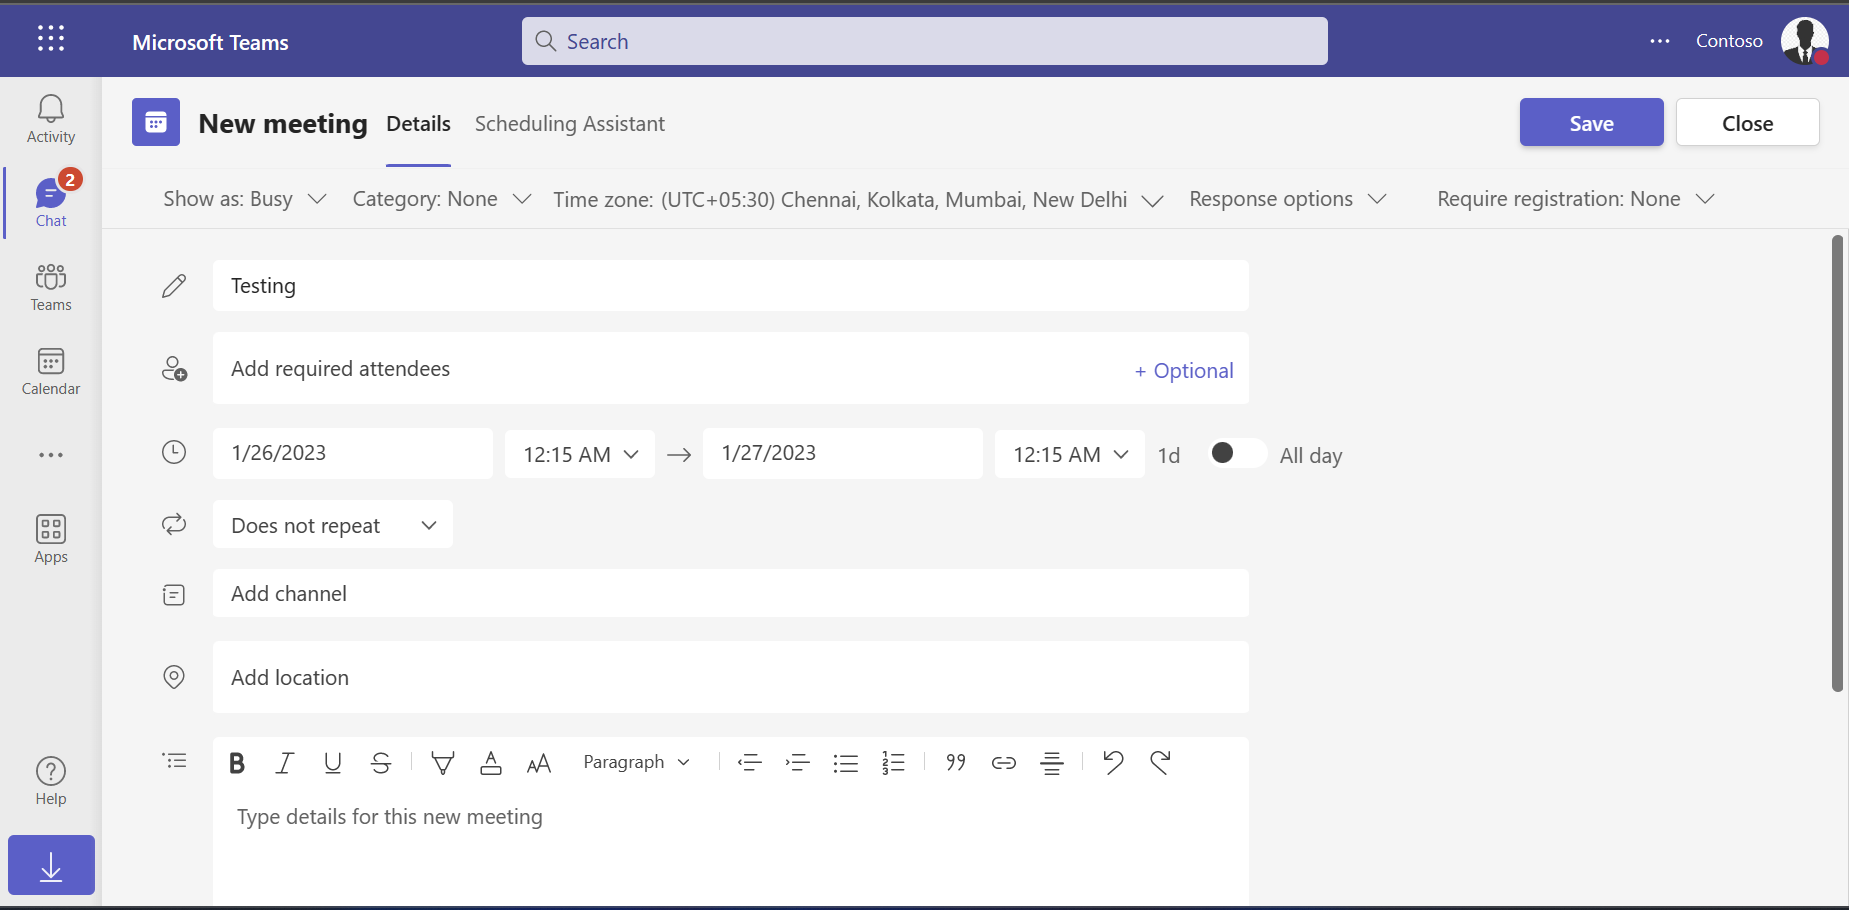 Microsoft Teams
Search
Contoso
Activity
2
Chat
Teams
Calendar
Apps
Help
New meeting Details Scheduling Assistant
Save Close
Show as: Busy Category: None Time zone: (UTC+05:30) Chennai, Kolkata, Mumbai, New Delhi Response options Require registration: None
Testing
Add required attendees + Optional
1/26/2023 12:15 AM → 1/27/2023 12:15 AM 1d All day
Does not repeat
Add channel
Add location
B I U S A AA Paragraph
Type details for this new meeting